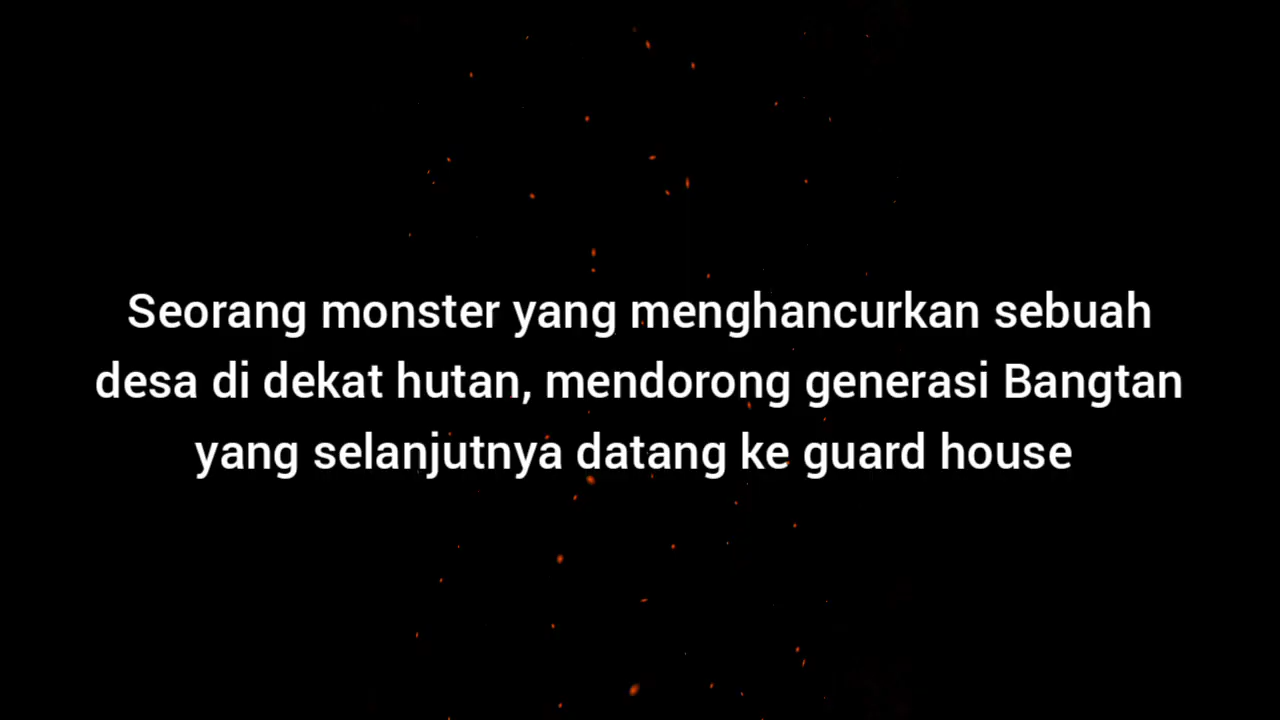 Seorang monster yang menghancurkan sebuah
desa di dekat hutan, mendorong generasi Bangtan
yang selanjutnya datang ke guard house